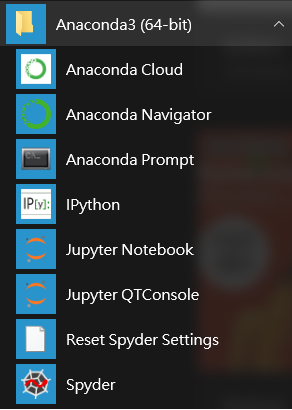 Anaconda3 (64-bit)
Anaconda Cloud
Anaconda Navigator
Anaconda Prompt
IP[y]: IPython
Jupyter Notebook
Jupyter QTConsole
Reset Spyder Settings
Spyder